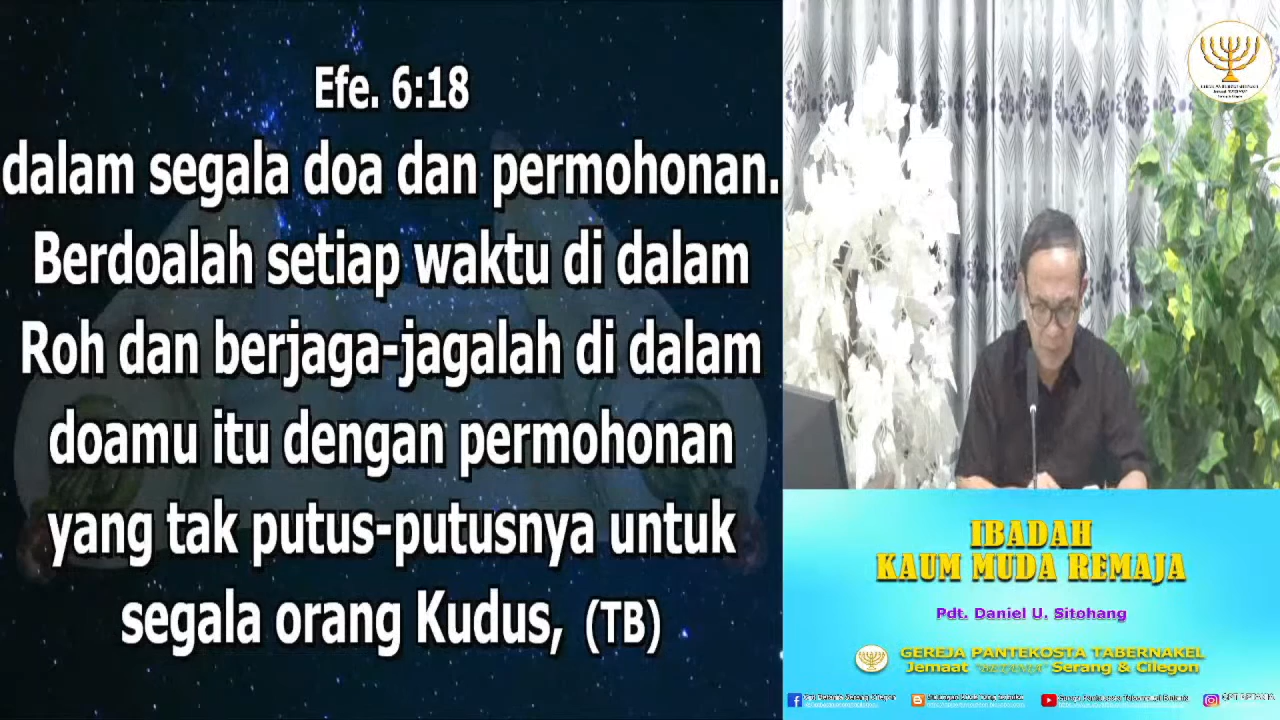 Efe. 6:18
dalam segala doa dan permohonan.
Berdoalah setiap waktu di dalam
Roh dan berjaga-jagalah di dalam
doamu itu dengan permohonan
yang tak putus-putusnya untuk
segala orang Kudus, (TB)
IBADAH
KAUM MUDA REMAJA
Pdt. Daniel U. Sitohang
GEREJA PANTEKOSTA TABERNAKEL
Jemaat "BETANIA" Serang & Cilegon